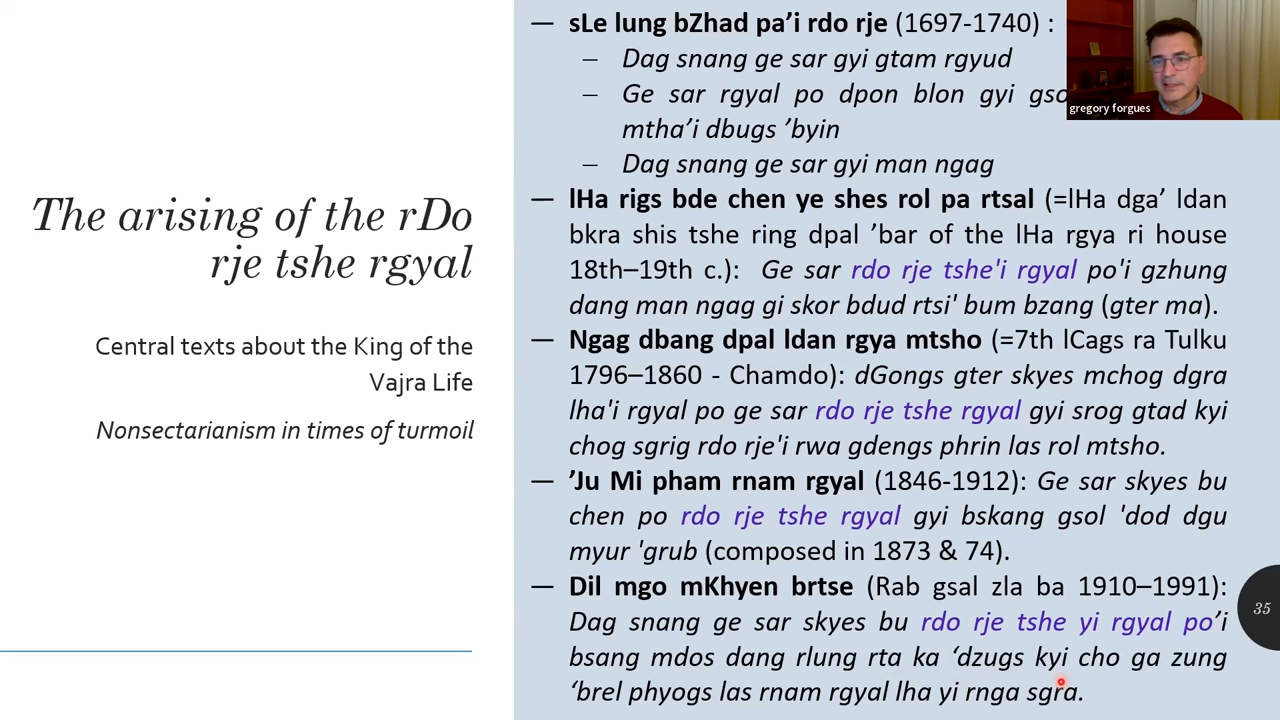 The arising of the rDo
rje tshe rgyal
Central texts about the King of the
Vajra Life
Nonsectarianism in times of turmoil
— sLe lung bZhad pa’i rdo rje (1697-1740) :
– Dag snang ge sar gyi gtam rgyud
– Ge sar rgyal po dpon blon gyi
mtha’i dbugs ’byin
– Dag snang ge sar gyi man ngag
— lHa rigs bde chen ye shes rol pa rtsal (=lHa dga’ ldan
bkra shis tshe ring dpal ’bar of the lHa rgya ri house
18th–19th c.): Ge sar rdo rje tshe'i rgyal po'i gzhung
dang man ngag gi skor bdud rtsi' bum bzang (gter ma).
— Ngag dbang dpal ldan rgya mtsho (=7th lCags ra Tulku
1796–1860 - Chamdo): dGongs gter skyes mchog dgra
lha'i rgyal po ge sar rdo rje tshe rgyal gyi srog gtad kyi
chog sgrig rdo rje'i rwa gdengs phrin las rol mtsho.
— ’Ju Mi pham rnam rgyal (1846-1912): Ge sar skyes bu
chen po rdo rje tshe rgyal gyi bskang gsol 'dod dgu
myur 'grub (composed in 1873 & 74).
— Dil mgo mKhyen brtse (Rab gsal zla ba 1910–1991):
Dag snang ge sar skyes bu rdo rje tshe yi rgyal po’i
bsang mdos dang rlung rta ka ‘dzugs kyi cho ga zung
‘brel phyogs las rnam rgyal lha yi rnga sgra.
gregory forgues
35